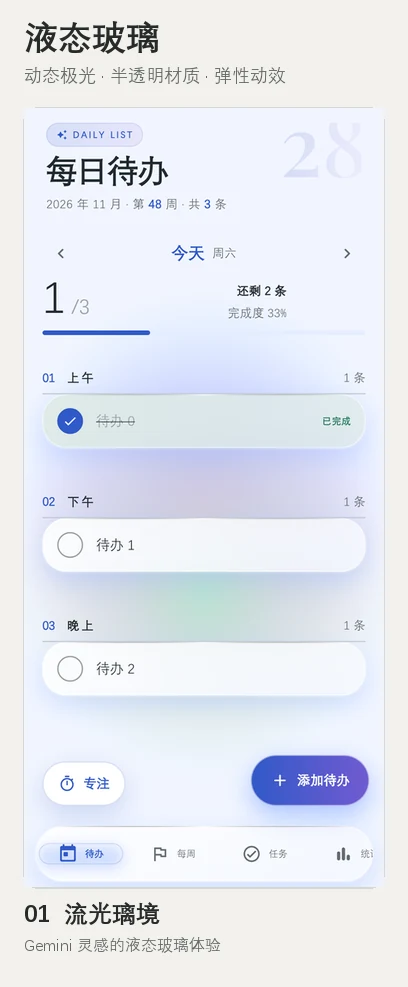 液态玻璃
动态极光 · 半透明材质 · 弹性动效
DAILY LIST
28
每日待办
2026 年 11 月 · 第 48 周 · 共 3 条
今天 周六
1 /3
还剩 2 条
完成度 33%
01 上午 1 条
待办 0 已完成
02 下午 1 条
待办 1
03 晚上 1 条
待办 2
专注
+ 添加待办
待办 每周 任务 统
01 流光璃境
Gemini 灵感的液态玻璃体验